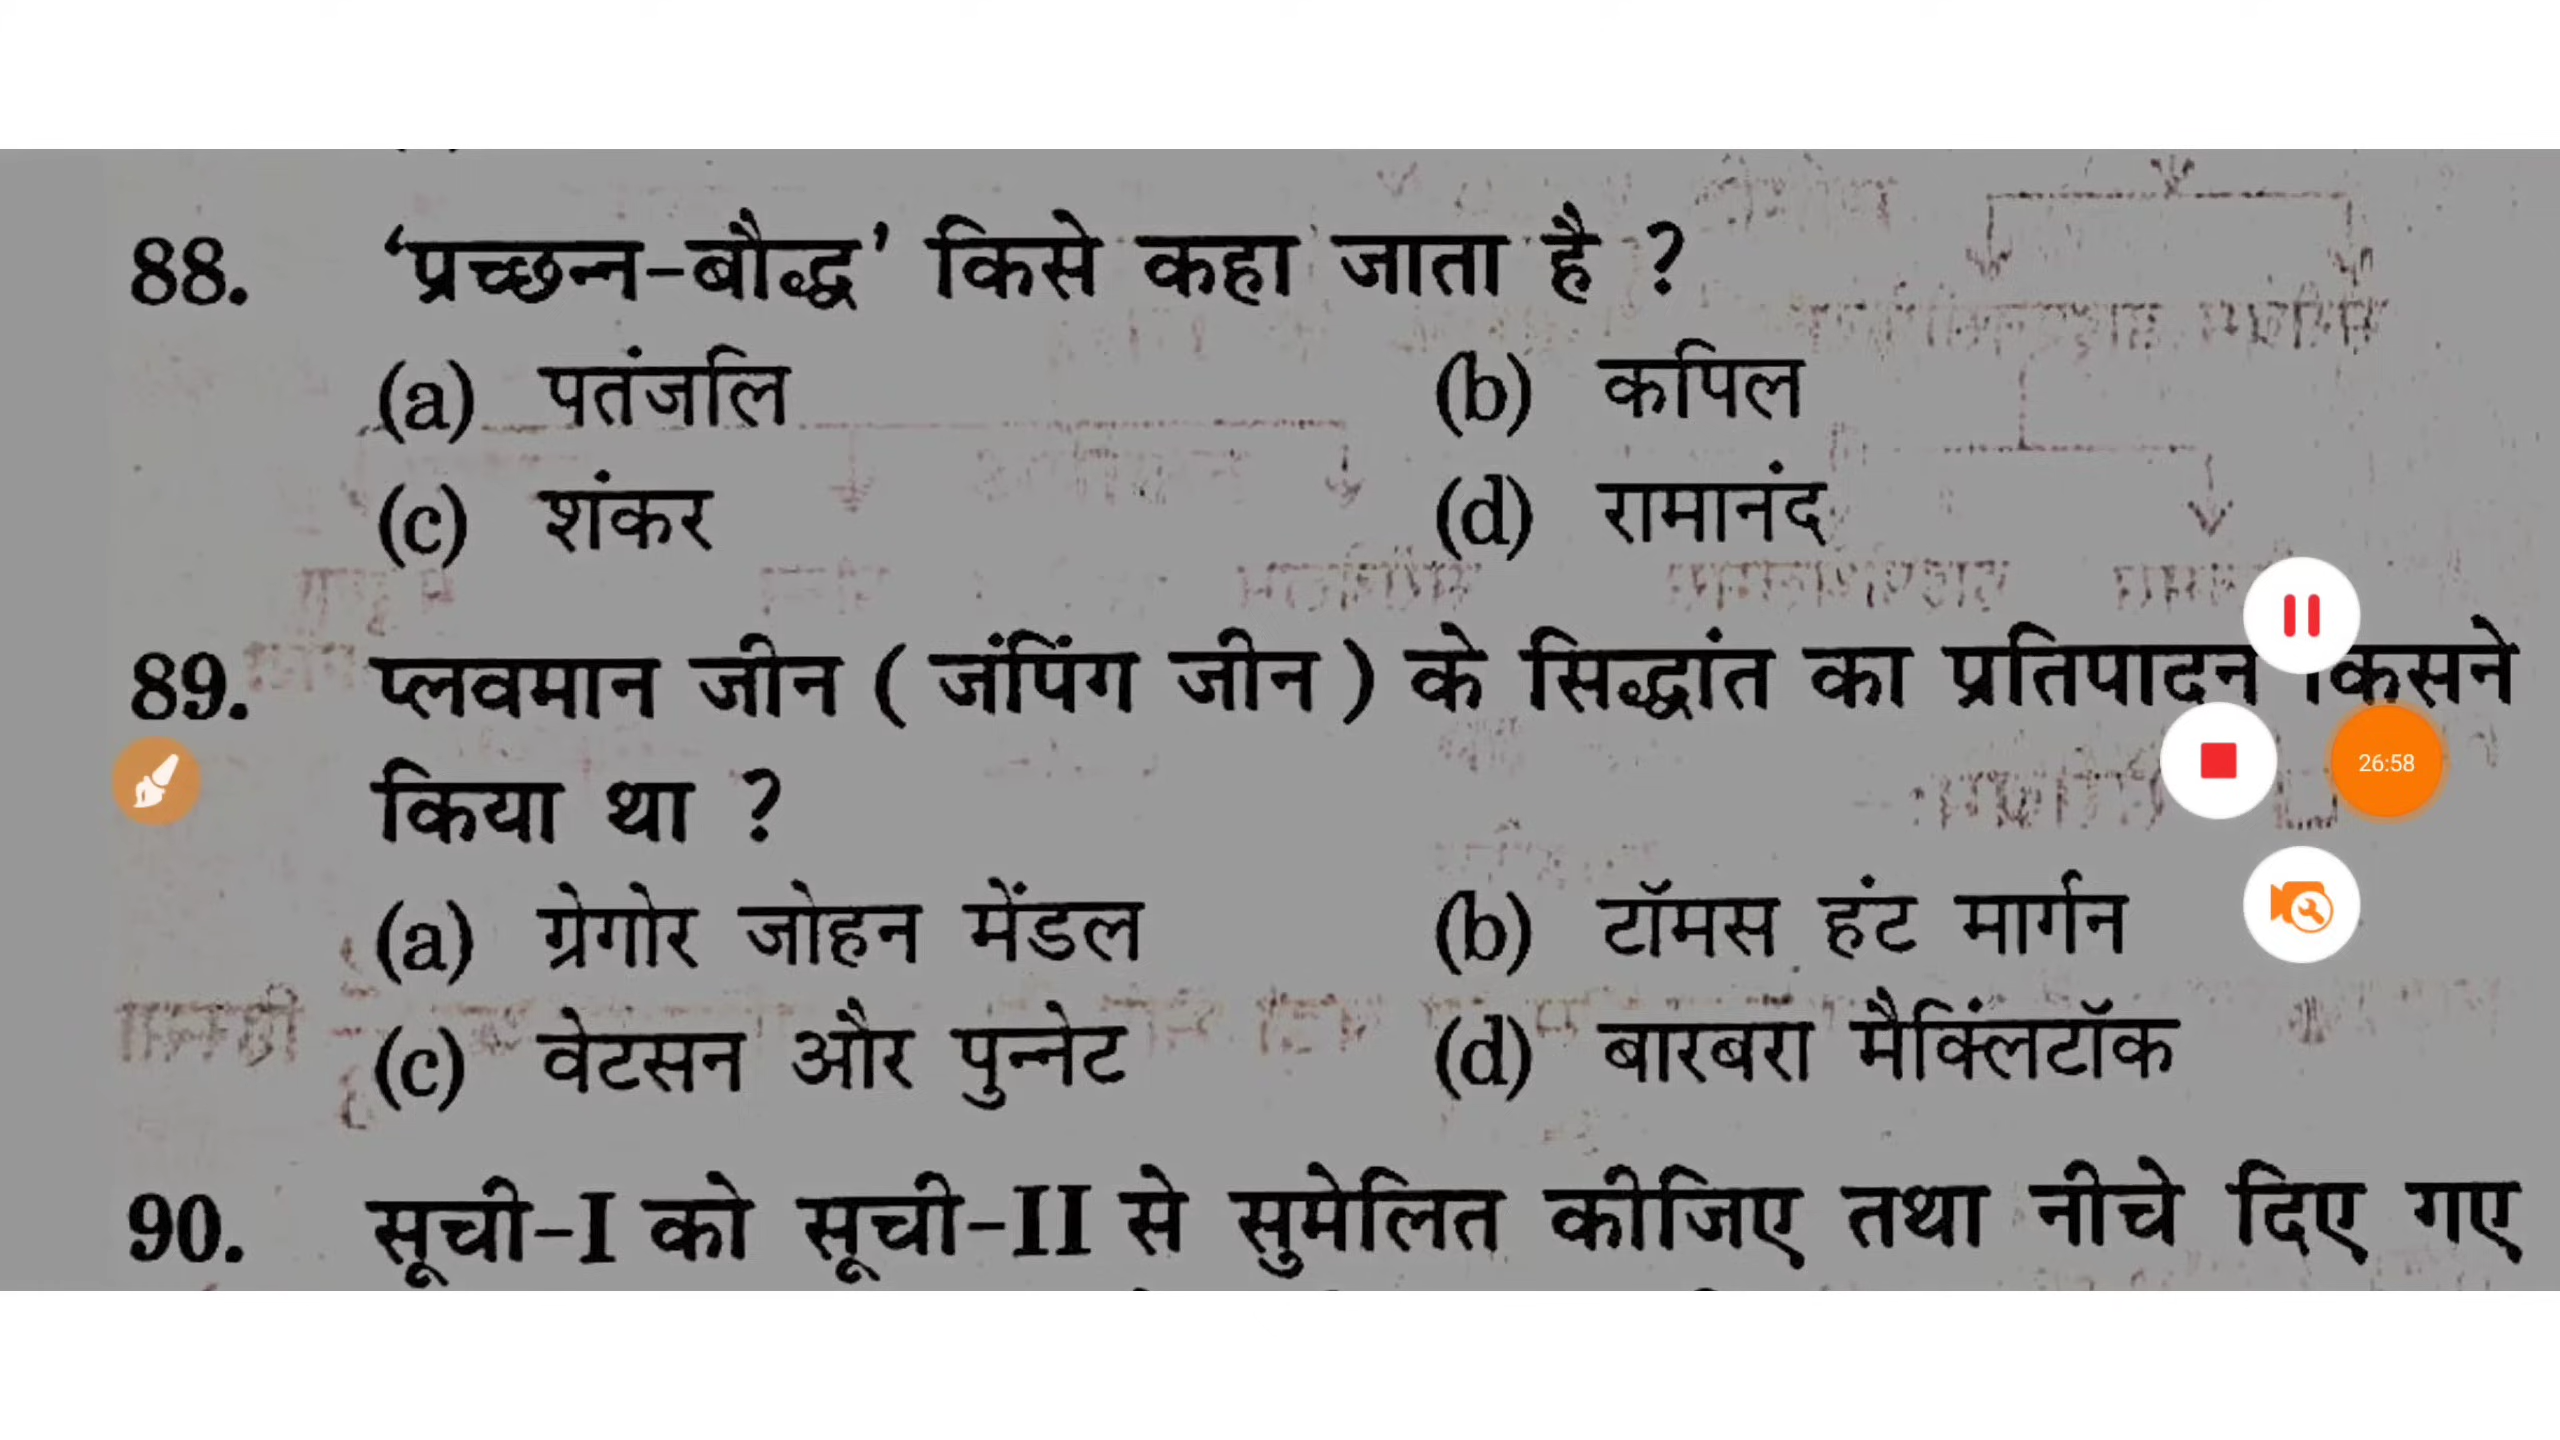 88. ‘प्रच्छन्न-बौद्ध’ किसे कहा जाता है ?
(a) पतंजलि (b) कपिल
(c) शंकर (d) रामानंद
89. प्लवमान जीन ( जंपिंग जीन ) के सिद्धांत का प्रतिपादन किसने
किया था ?
26:58
(a) ग्रेगोर जोहन मेंडल (b) टॉमस हंट मार्गन
(c) वेटसन और पुन्नेट (d) बारबरा मैक्लिंटॉक
90. सूची-I को सूची-II से सुमेलित कीजिए तथा नीचे दिए गए